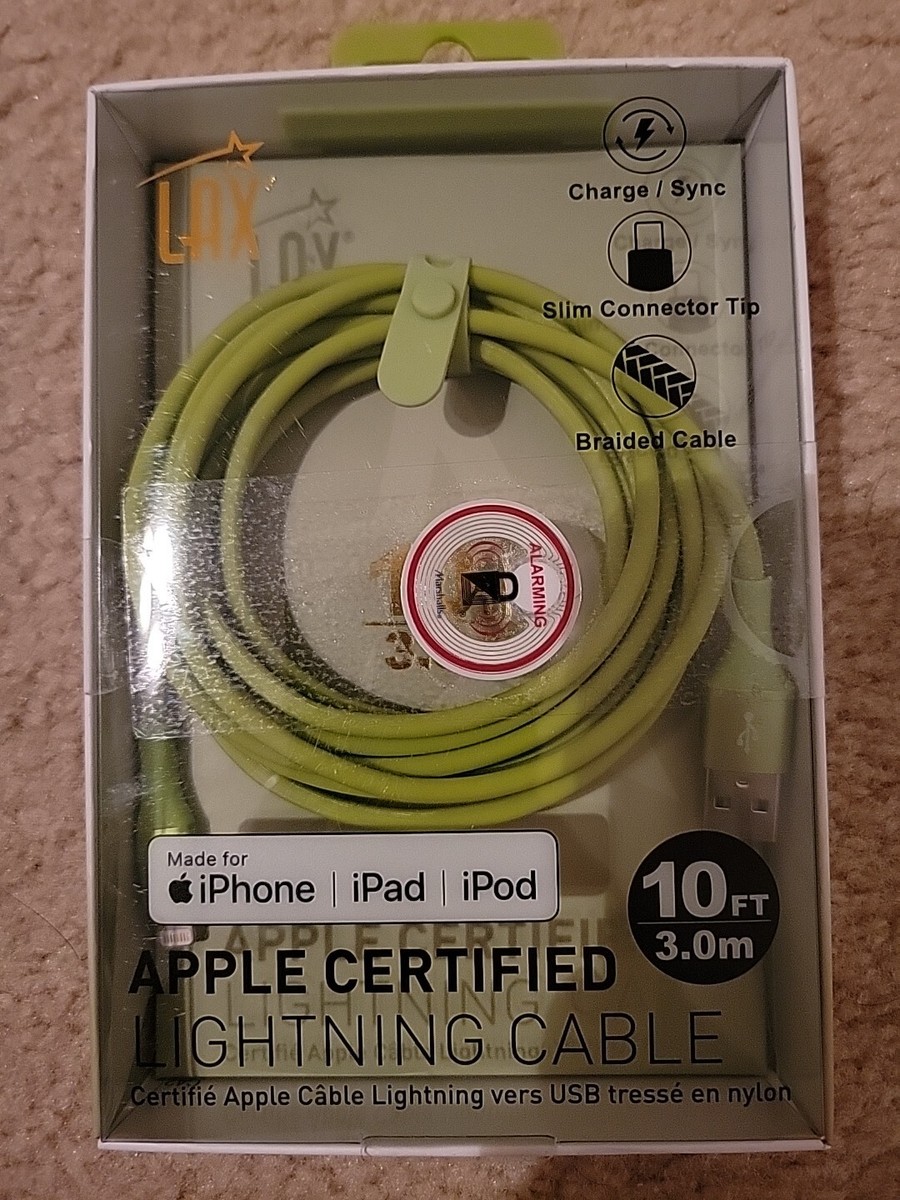 LAX
Charge / Sync
Slim Connector Tip
Braided Cable
ALARMING
Marshalls
Made for
iPhone | iPad | iPod
10 FT
3.0m
APPLE CERTIFIED
LIGHTNING CABLE
Certifié Apple Câble Lightning vers USB tressé en nylon